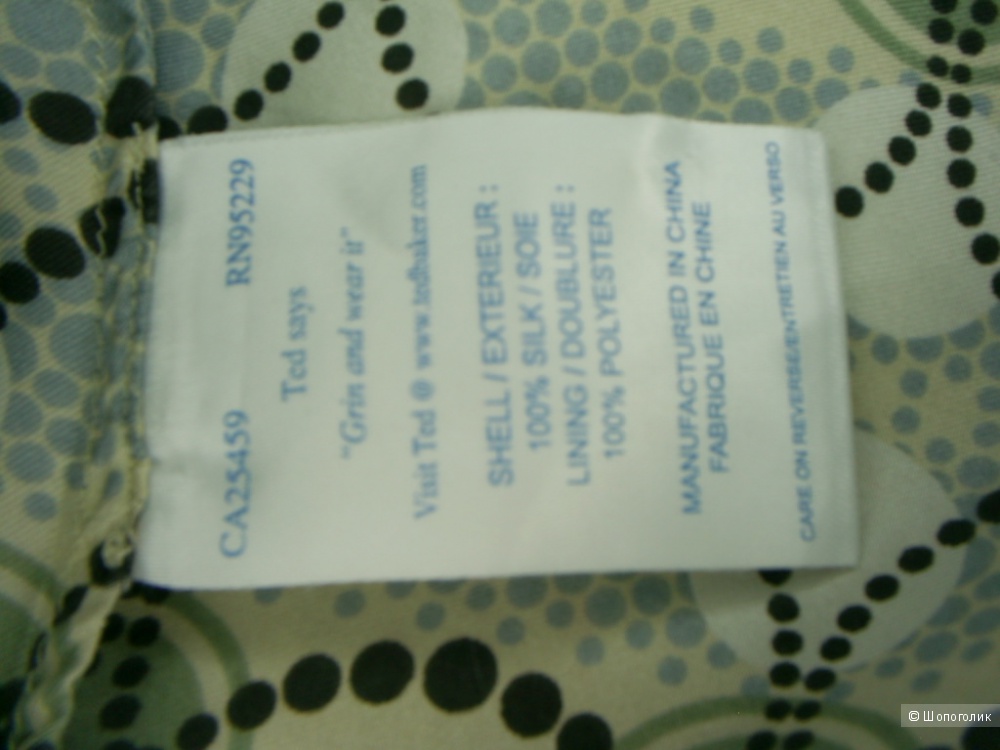 CA25459 RN95229
Ted says
"Grin and wear it"
Visit Ted @ www.tedbaker.com
SHELL / EXTERIEUR :
100% SILK / SOIE
LINING / DOUBLURE :
100% POLYESTER
MANUFACTURED IN CHINA
FABRIQUE EN CHINE
CARE ON REVERSE/ENTRETIEN AU VERSO
© Шопоголик